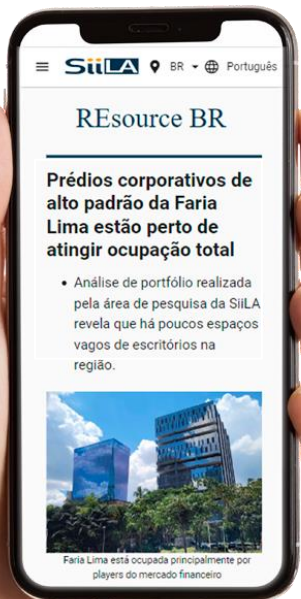 SiiLA BR Português
REsource BR
Prédios corporativos de
alto padrão da Faria
Lima estão perto de
atingir ocupação total
• Análise de portfólio realizada
pela área de pesquisa da SiiLA
revela que há poucos espaços
vagos de escritórios na
região.
Faria Lima está ocupada principalmente por
players do mercado financeiro